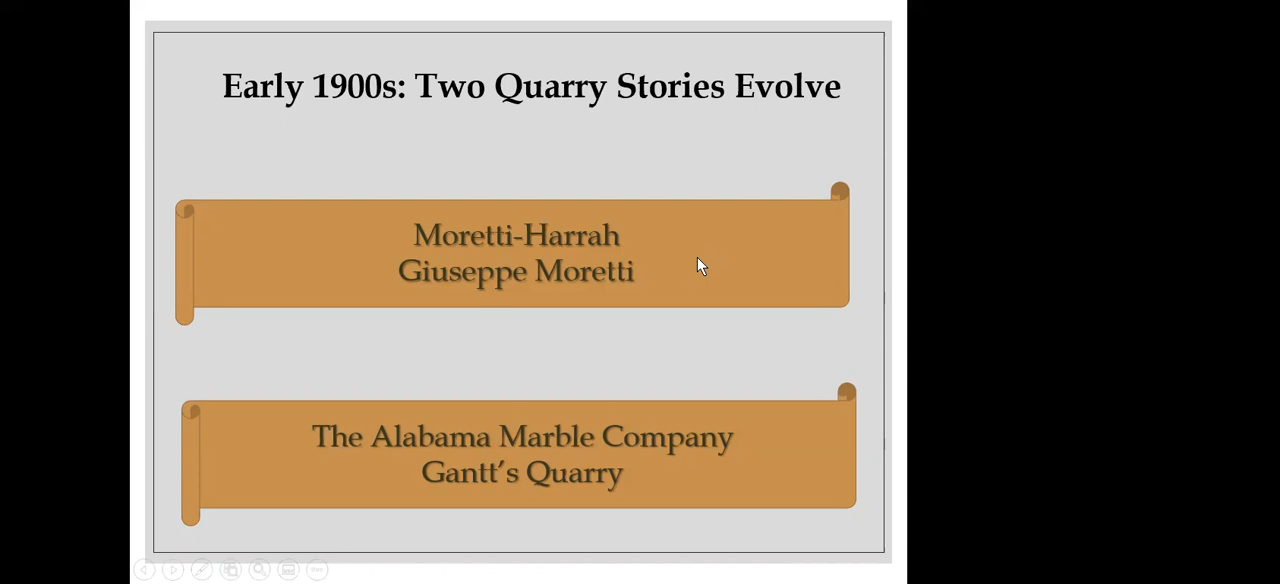 Early 1900s: Two Quarry Stories Evolve
Moretti-Harrah
Giuseppe Moretti
The Alabama Marble Company
Gantt’s Quarry